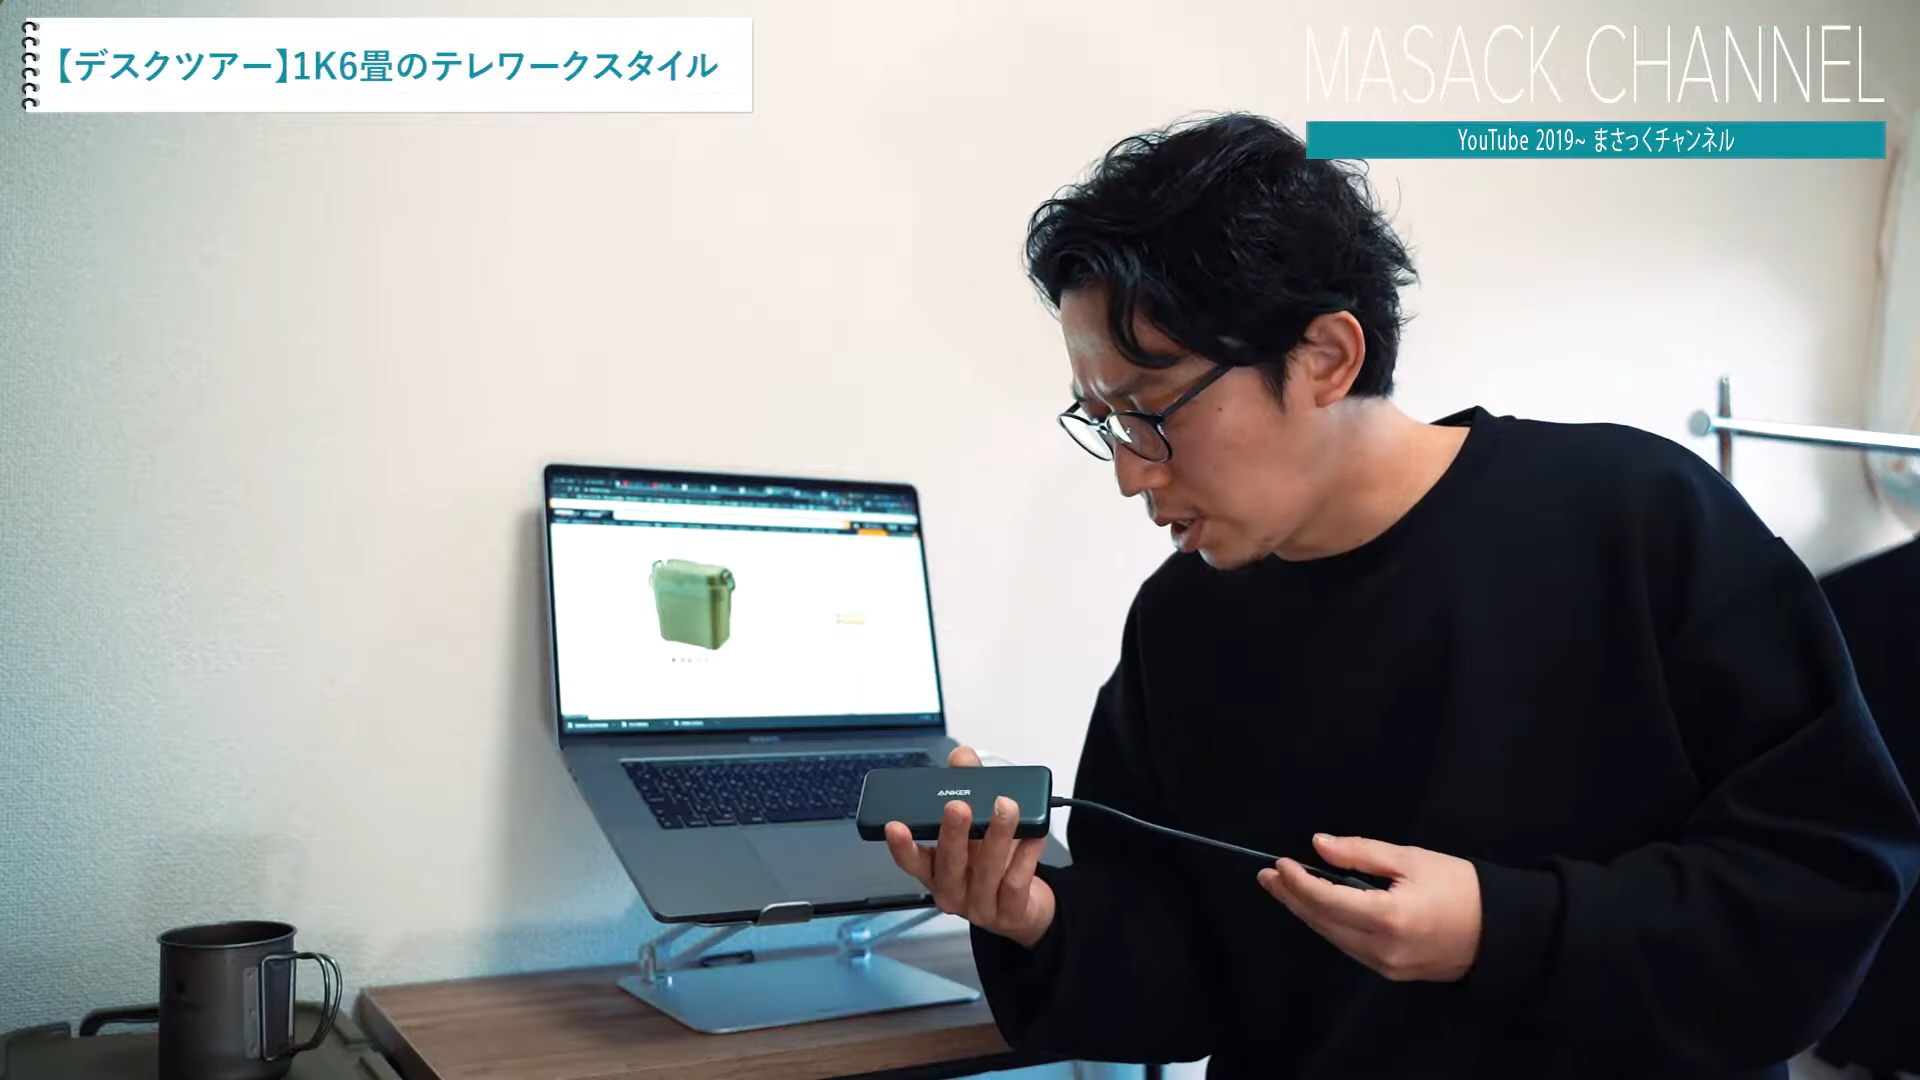 【デスクツアー】1K6畳のテレワークスタイル
MASACK CHANNEL
YouTube 2019~ まさっくチャンネル
ANKER